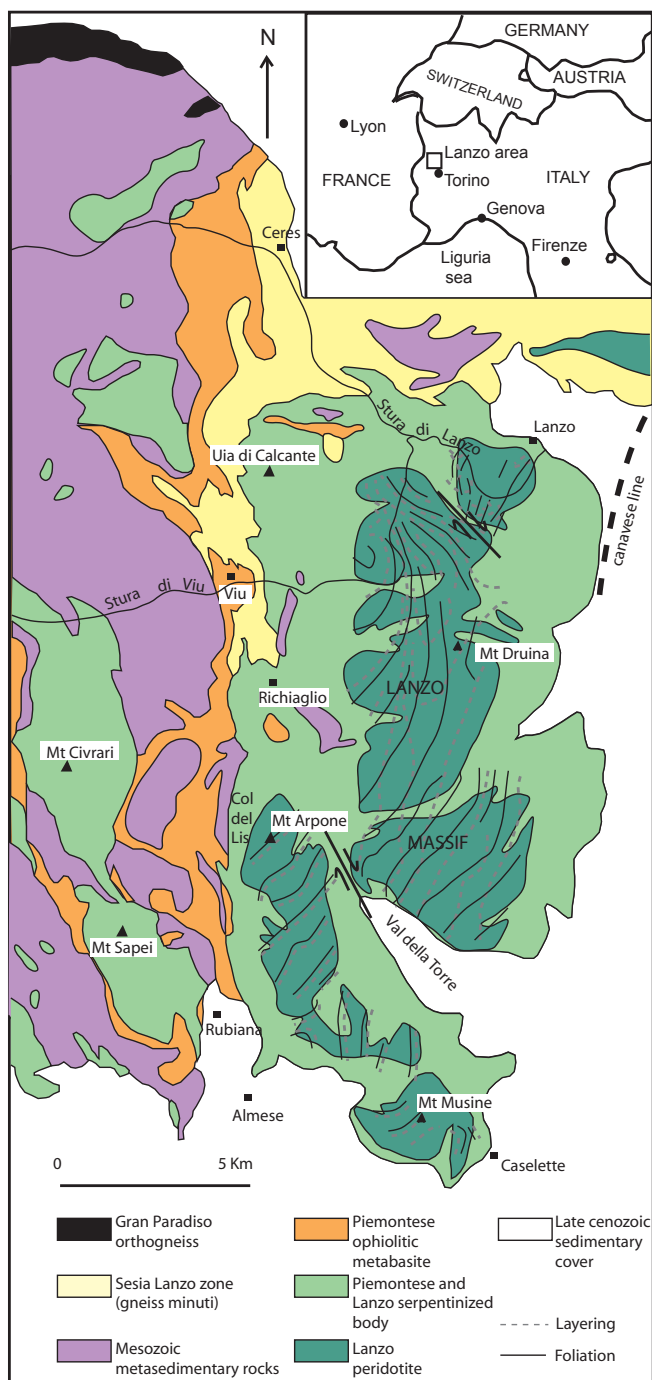 N
GERMANY
SWITZERLAND
AUSTRIA
Lyon
Lanzo area
FRANCE
Torino
ITALY
Genova
Liguria
sea
Firenze
Ceres
Stura di Lanzo
Lanzo
Uia di Calcante
canavese line
Stura di Viu
Viu
Mt Druina
Richiaglio
LANZO
Mt Civrari
Col
del
Lis
Mt Arpone
MASSIF
Mt Sapei
Val della Torre
Rubiana
Almese
Mt Musine
Caselette
0 5 Km
Gran Paradiso
orthogneiss
Piemontese
ophiolitic
metabasite
Late cenozoic
sedimentary
cover
Sesia Lanzo zone
(gneiss minuti)
Piemontese and
Lanzo serpentinized
body
Layering
Mesozoic
metasedimentary rocks
Lanzo
peridotite
Foliation